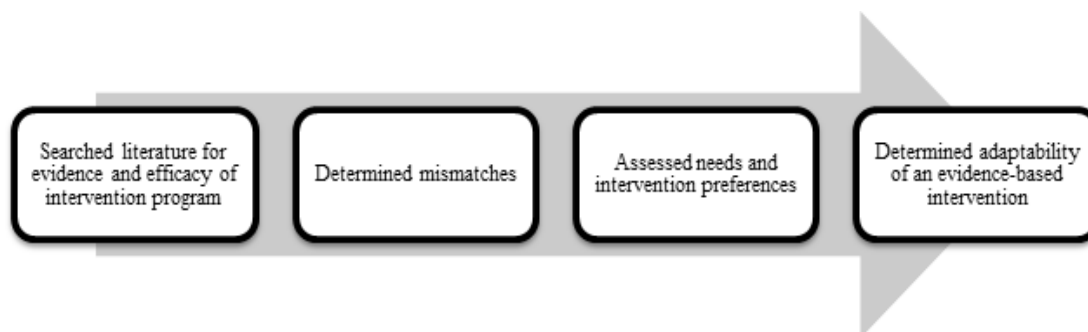 Searched literature for
evidence and efficacy of
intervention program
Determined mismatches
Assessed needs and
intervention preferences
Determined adaptability
of an evidence-based
intervention